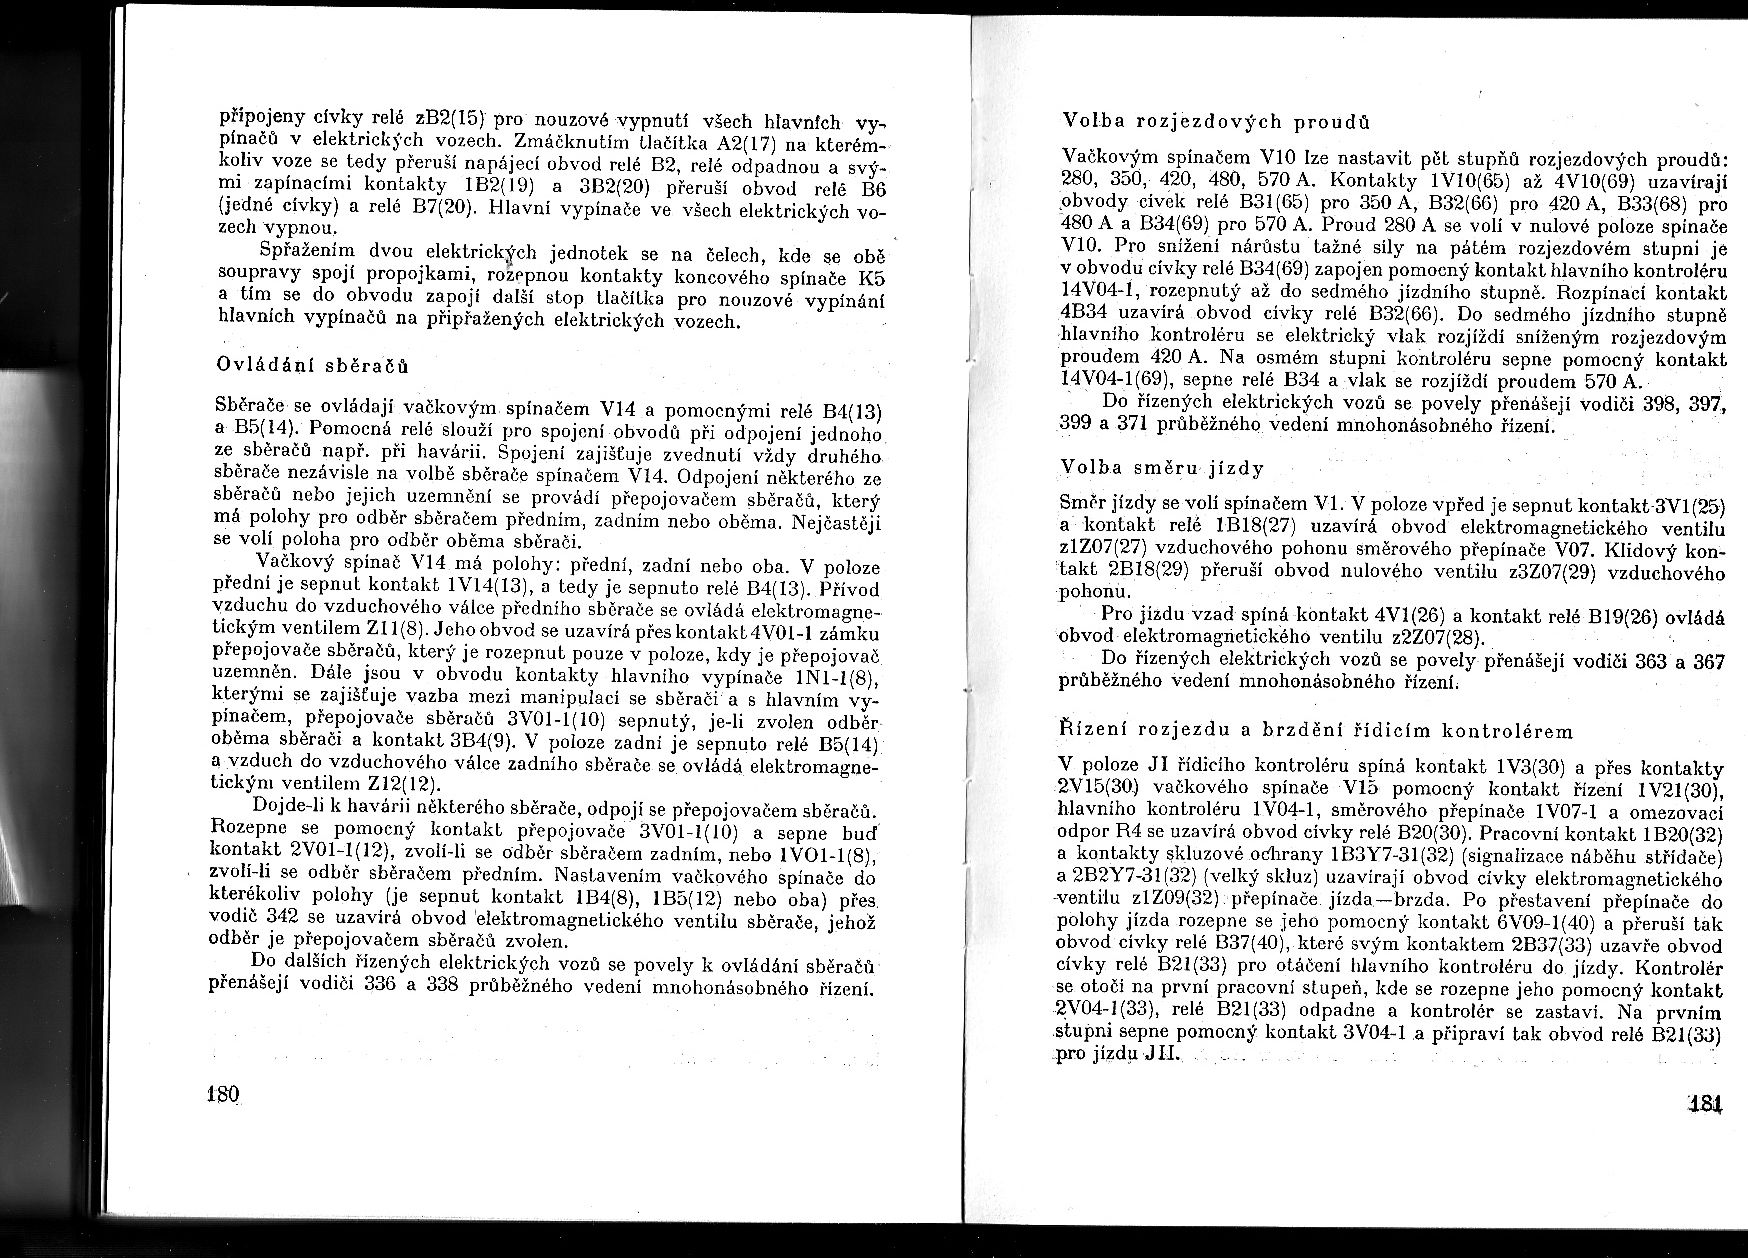 připojeny cívky relé zB2(15) pro nouzové vypnutí všech hlavních vy-
pínačů v elektrických vozech. Zmáčknutím tlačítka A2(17) na kterém-
koliv voze se tedy přeruší napájecí obvod relé B2, relé odpadnou a svý-
mi zapínacími kontakty 1B2(19) a 3B2(20) přeruší obvod relé B6
(jedné cívky) a relé B7(20). Hlavní vypínače ve všech elektrických vo-
zech vypnou.
Spřažením dvou elektrických jednotek se na čelech, kde se obě
soupravy spojí propojkami, rozepnou kontakty koncového spínače K5
a tím se do obvodu zapojí další stop tlačítka pro nouzové vypínání
hlavních vypínačů na připřažených elektrických vozech.
Ovládání sběračů
Sběrače se ovládají vačkovým spínačem V14 a pomocnými relé B4(13)
a B5(14). Pomocná relé slouží pro spojení obvodů při odpojení jednoho
ze sběračů např. při havárii. Spojení zajišťuje zvednutí vždy druhého
sběrače nezávisle na volbě sběrače spínačem V14. Odpojení některého ze
sběračů nebo jejich uzemnění se provádí přepojovačem sběračů, který
má polohy pro odběr sběračem předním, zadním nebo oběma. Nejčastěji
se volí poloha pro odběr oběma sběrači.
Vačkový spínač V14 má polohy: přední, zadní nebo oba. V poloze
přední je sepnut kontakt 1V14(13), a tedy je sepnuto relé B4(13). Přívod
vzduchu do vzduchového válce předního sběrače se ovládá elektromagne-
tickým ventilem Z11(8). Jeho obvod se uzavírá přes kontakt 4V01-1 zámku
přepojovače sběračů, který je rozepnut pouze v poloze, kdy je přepojovač
uzemněn. Dále jsou v obvodu kontakty hlavního vypínače 1N1-1(8),
kterými se zajišťuje vazba mezi manipulací se sběrači a s hlavním vy-
pínačem, přepojovače sběračů 3V01-1(10) sepnutý, je-li zvolen odběr
oběma sběrači a kontakt 3B4(9). V poloze zadní je sepnuto relé B5(14)
a vzduch do vzduchového válce zadního sběrače se ovládá elektromagne-
tickým ventilem Z12(12).
Dojde-li k havárii některého sběrače, odpojí se přepojovačem sběračů.
Rozepne se pomocný kontakt přepojovače 3V01-1(10) a sepne buď
kontakt 2V01-1(12), zvolí-li se odběr sběračem zadním, nebo 1VO1-1(8),
zvolí-li se odběr sběračem předním. Nastavením vačkového spínače do
kterékoliv polohy (je sepnut kontakt 1B4(8), 1B5(12) nebo oba) přes
vodič 342 se uzavírá obvod elektromagnetického ventilu sběrače, jehož
odběr je přepojovačem sběračů zvolen.
Do dalších řízených elektrických vozů se povely k ovládání sběračů
přenášejí vodiči 336 a 338 průběžného vedení mnohonásobného řízení.
180
Volba rozjezdových proudů
Vačkovým spínačem V10 lze nastavit pět stupňů rozjezdových proudů:
280, 350, 420, 480, 570 A. Kontakty 1V10(65) až 4V10(69) uzavírají
obvody cívek relé B31(65) pro 350 A, B32(66) pro 420 A, B33(68) pro
480 A a B34(69) pro 570 A. Proud 280 A se volí v nulové poloze spínače
V10. Pro snížení nárůstu tažné síly na pátém rozjezdovém stupni je
v obvodu cívky relé B34(69) zapojen pomocný kontakt hlavního kontroléru
14V04-1, rozepnutý až do sedmého jízdního stupně. Rozpínací kontakt
4B34 uzavírá obvod cívky relé B32(66). Do sedmého jízdního stupně
hlavního kontroléru se elektrický vlak rozjíždí sníženým rozjezdovým
proudem 420 A. Na osmém stupni kontroléru sepne pomocný kontakt
14V04-1(69), sepne relé B34 a vlak se rozjíždí proudem 570 A.
Do řízených elektrických vozů se povely přenášejí vodiči 398, 397,
399 a 371 průběžného vedení mnohonásobného řízení.
Volba směru jízdy
Směr jízdy se volí spínačem V1. V poloze vpřed je sepnut kontakt 3V1(25)
a kontakt relé 1B18(27) uzavírá obvod elektromagnetického ventilu
z1Z07(27) vzduchového pohonu směrového přepínače V07. Klidový kon-
takt 2B18(29) přeruší obvod nulového ventilu z3Z07(29) vzduchového
pohonu.
Pro jízdu vzad spíná kontakt 4V1(26) a kontakt relé B19(26) ovládá
obvod elektromagnetického ventilu z2Z07(28).
Do řízených elektrických vozů se povely přenášejí vodiči 363 a 367
průběžného vedení mnohonásobného řízení.
Řízení rozjezdu a brzdění řídicím kontrolérem
V poloze JI řídicího kontroléru spíná kontakt 1V3(30) a přes kontakty
2V15(30) vačkového spínače V15 pomocný kontakt řízení 1V21(30),
hlavního kontroléru 1V04-1, směrového přepínače 1V07-1 a omezovací
odpor R4 se uzavírá obvod cívky relé B20(30). Pracovní kontakt 1B20(32)
a kontakty skluzové ochrany 1B3Y7-31(32) (signalizace náběhu střídače)
a 2B2Y7-31(32) (velký skluz) uzavírají obvod cívky elektromagnetického
ventilu z1Z09(32) přepínače jízda—brzda. Po přestavení přepínače do
polohy jízda rozepne se jeho pomocný kontakt 6V09-1(40) a přeruší tak
obvod cívky relé B37(40), které svým kontaktem 2B37(33) uzavře obvod
cívky relé B21(33) pro otáčení hlavního kontroléru do jízdy. Kontrolér
se otočí na první pracovní stupeň, kde se rozepne jeho pomocný kontakt
2V04-1(33), relé B21(33) odpadne a kontrolér se zastaví. Na prvním
stupni sepne pomocný kontakt 3V04-1 a připraví tak obvod relé B21(33)
pro jízdu JII.
181